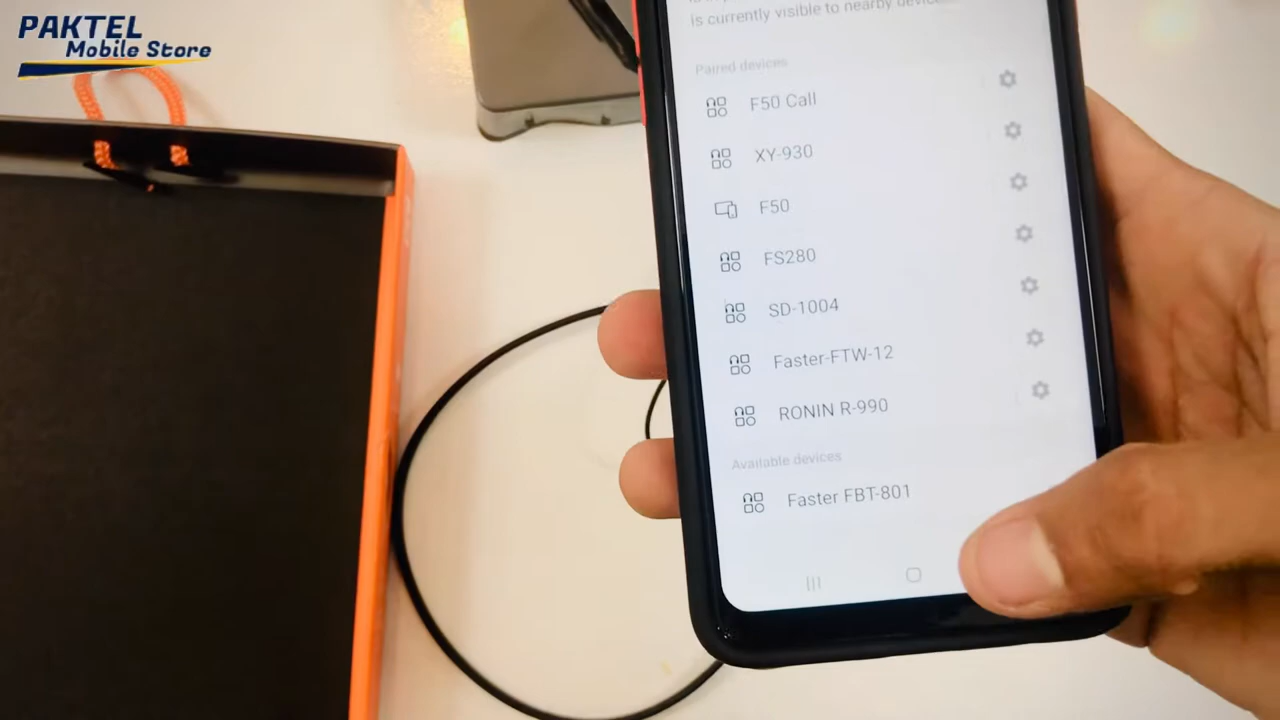 PAKTEL
Mobile Store
is currently visible to nearby
Paired devices
F50 Call
XY-930
F50
FS280
SD-1004
Faster-FTW-12
RONIN R-990
Available devices
Faster FBT-801